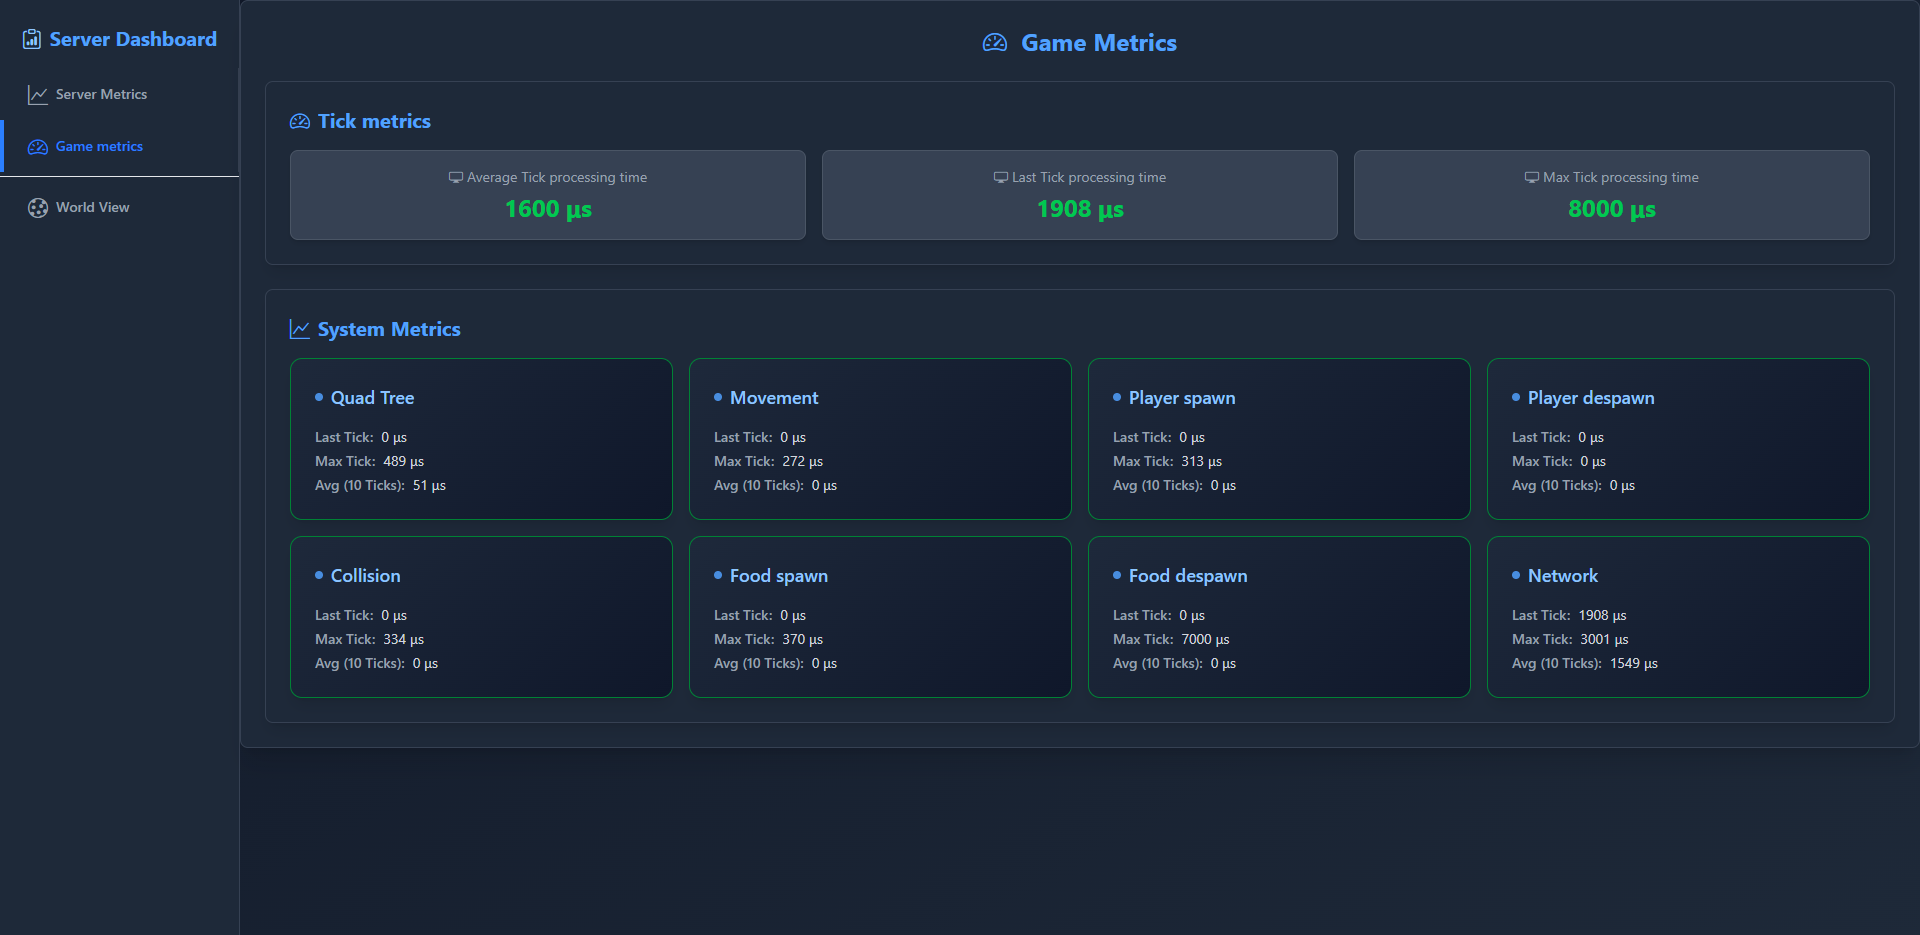 Server Dashboard
Server Metrics
Game metrics
World View
Game Metrics
Tick metrics
Average Tick processing time
1600 µs
Last Tick processing time
1908 µs
Max Tick processing time
8000 µs
System Metrics
Quad Tree
Last Tick: 0 µs
Max Tick: 489 µs
Avg (10 Ticks): 51 µs
Movement
Last Tick: 0 µs
Max Tick: 272 µs
Avg (10 Ticks): 0 µs
Player spawn
Last Tick: 0 µs
Max Tick: 313 µs
Avg (10 Ticks): 0 µs
Player despawn
Last Tick: 0 µs
Max Tick: 0 µs
Avg (10 Ticks): 0 µs
Collision
Last Tick: 0 µs
Max Tick: 334 µs
Avg (10 Ticks): 0 µs
Food spawn
Last Tick: 0 µs
Max Tick: 370 µs
Avg (10 Ticks): 0 µs
Food despawn
Last Tick: 0 µs
Max Tick: 7000 µs
Avg (10 Ticks): 0 µs
Network
Last Tick: 1908 µs
Max Tick: 3001 µs
Avg (10 Ticks): 1549 µs